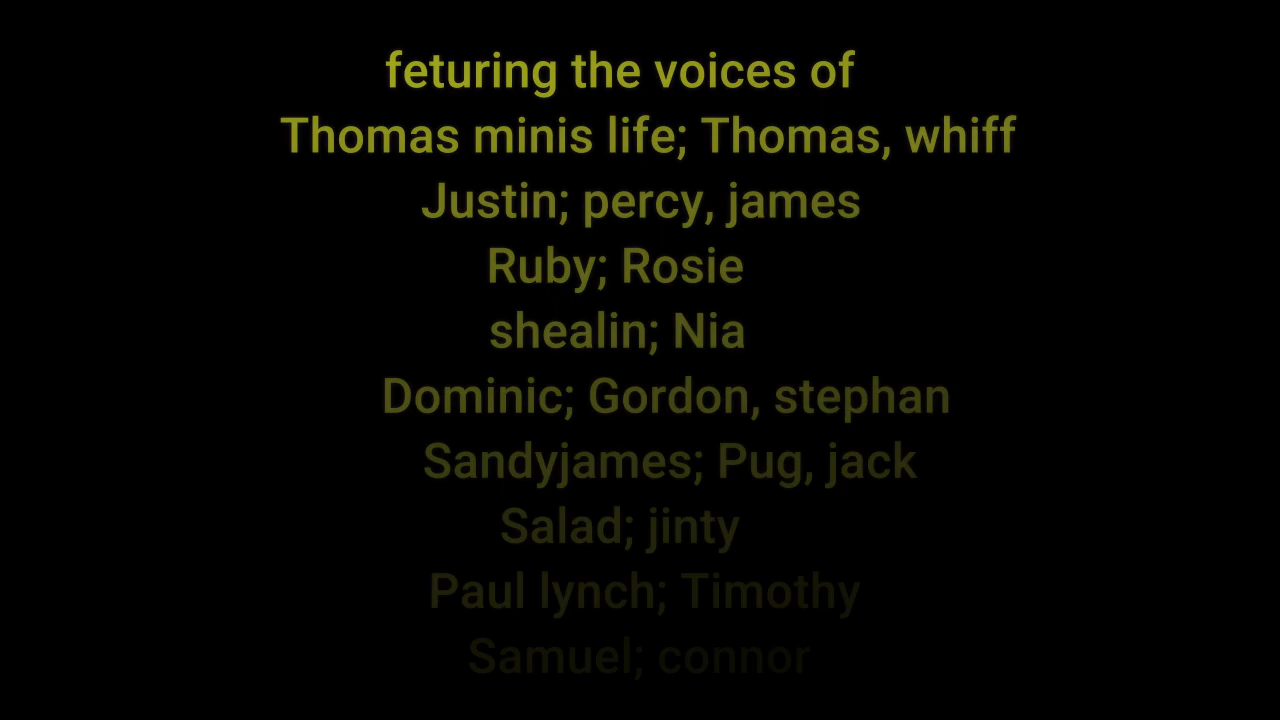 feturing the voices of
Thomas minis life; Thomas, whiff
Justin; percy, james
Ruby; Rosie
shealin; Nia
Dominic; Gordon, stephan
Sandyjames; Pug, jack
Salad; jinty
Paul lynch; Timothy
Samuel; connor